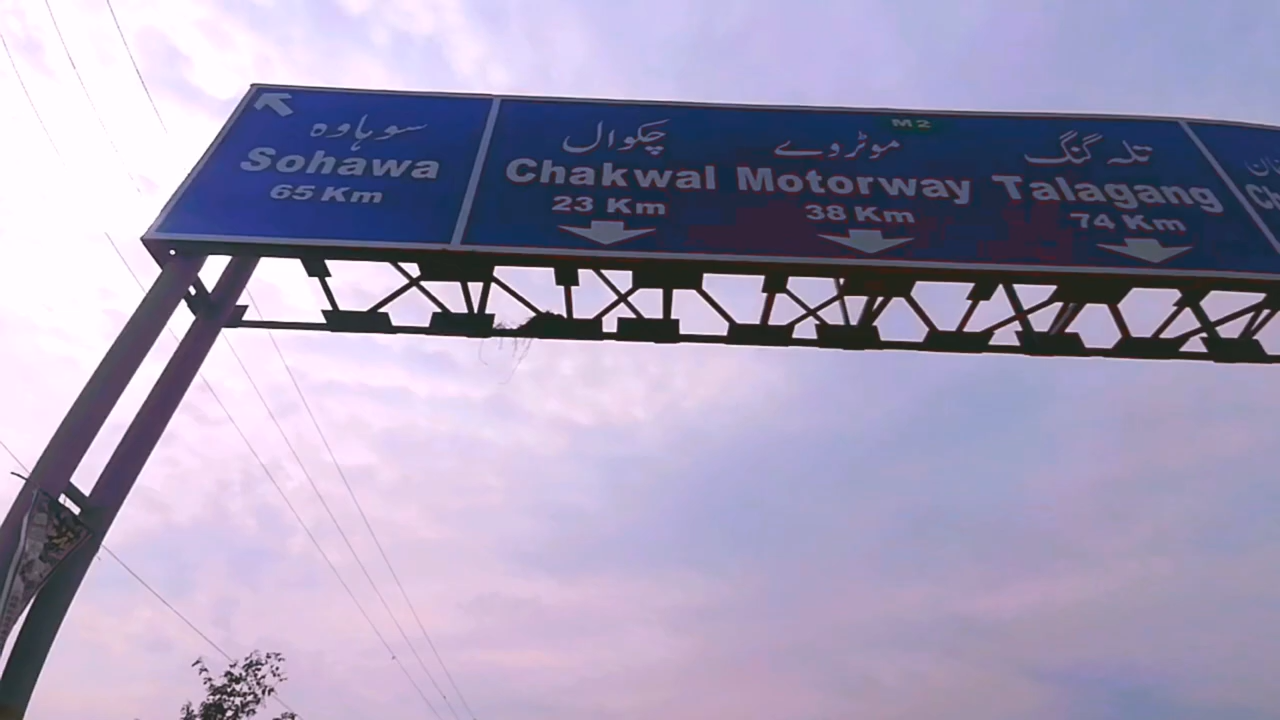 سوہاوہ
Sohawa
65 Km
چکوال
Chakwal
23 Km
M2
موٹروے
Motorway
38 Km
تلہ گنگ
Talagang
74 Km